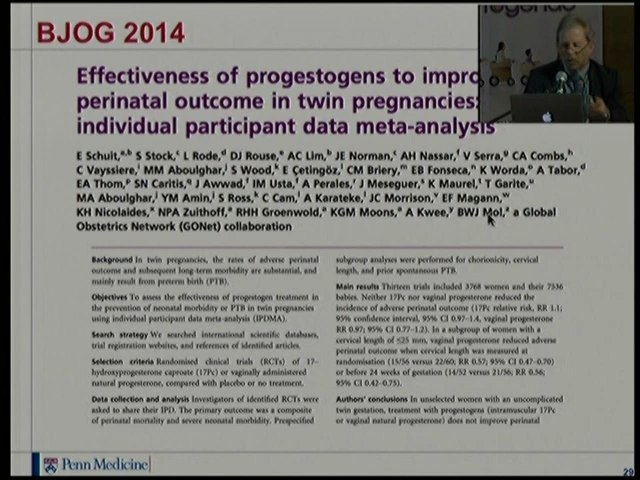 BJOG 2014
Effectiveness of progestogens to impro
perinatal outcome in twin pregnancies:
individual participant data meta-analysis
E Schuit,a,b S Stock,c L Rode,d DJ Rouse,e AC Lim,b JE Norman,c AH Nassar,f V Serra,g CA Combs,h
C Vayssiere,i MM Aboulghar,j S Wood,k E Çetingöz,l CM Briery,m EB Fonseca,n K Worda,o A Tabor,d
EA Thom,p SN Caritis,q J Awwad,f IM Usta,f A Perales,r J Meseguer,s K Maurel,t T Garite,u
MA Aboulghar,j YM Amin,j S Ross,k C Cam,l A Karateke,l JC Morrison,v EF Magann,w
KH Nicolaides,x NPA Zuithoff,a RHH Groenwold,a KGM Moons,a A Kwee,y BWJ Mol, a Global
Obstetrics Network (GONet) collaboration
Background In twin pregnancies, the rates of adverse perinatal
outcome and subsequent long-term morbidity are substantial, and
mainly result from preterm birth (PTB).
Objectives To assess the effectiveness of progestogen treatment in
the prevention of neonatal morbidity or PTB in twin pregnancies
using individual participant data meta-analysis (IPDMA).
Search strategy We searched international scientific databases,
trial registration websites, and references of identified articles.
Selection criteria Randomised clinical trials (RCTs) of 17-
hydroxyprogesterone caproate (17Pc) or vaginally administered
natural progesterone, compared with placebo or no treatment.
Data collection and analysis Investigators of identified RCTs were
asked to share their IPD. The primary outcome was a composite
of perinatal mortality and severe neonatal morbidity. Prespecified
subgroup analyses were performed for chorionicity, cervical
length, and prior spontaneous PTB.
Main results Thirteen trials included 3768 women and their 7536
babies. Neither 17Pc nor vaginal progesterone reduced the
incidence of adverse perinatal outcome (17Pc relative risk, RR 1.1;
95% confidence interval, 95% CI 0.97–1.4, vaginal progesterone
RR 0.97; 95% CI 0.77–1.2). In a subgroup of women with a
cervical length of ≤25 mm, vaginal progesterone reduced adverse
perinatal outcome when cervical length was measured at
randomisation (15/56 versus 22/60; RR 0.57; 95% CI 0.47–0.70)
or before 24 weeks of gestation (14/52 versus 21/56; RR 0.56;
95% CI 0.42–0.75).
Authors' conclusions In unselected women with an uncomplicated
twin gestation, treatment with progestogens (intramuscular 17Pc
or vaginal natural progesterone) does not improve perinatal
Penn Medicine
29